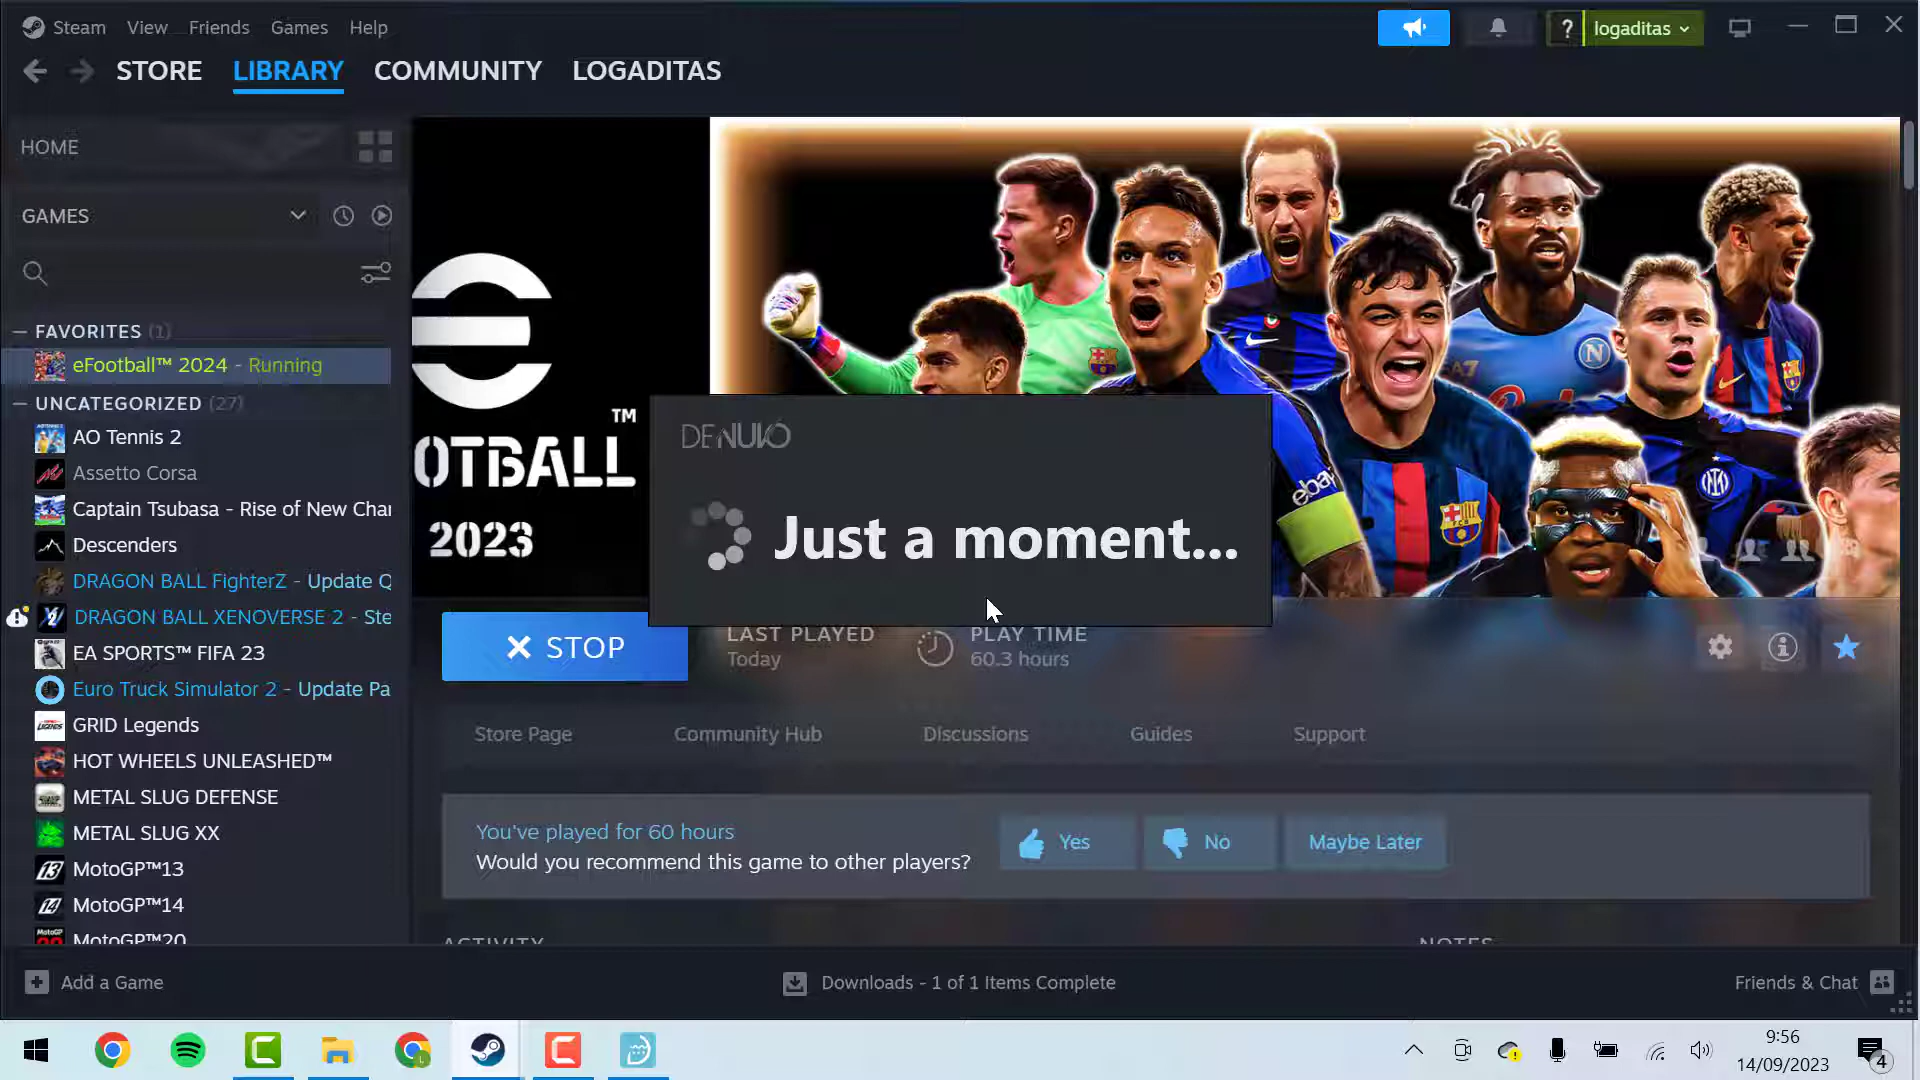 Steam View Friends Games Help
? logaditas
STORE LIBRARY COMMUNITY LOGADITAS
HOME
GAMES
FAVORITES (1)
eFootball™ 2024 - Running
UNCATEGORIZED (27)
AO Tennis 2
Assetto Corsa
Captain Tsubasa - Rise of New Char
Descenders
DRAGON BALL FighterZ - Update Q
DRAGON BALL XENOVERSE 2 - Ste
EA SPORTS™ FIFA 23
Euro Truck Simulator 2 - Update Pa
GRID Legends
HOT WHEELS UNLEASHED™
METAL SLUG DEFENSE
METAL SLUG XX
MotoGP™13
MotoGP™14
MotoGP™20
OTBALL™
2023
ebay
DENUVO
Just a moment...
STOP
LAST PLAYED
Today
PLAY TIME
60.3 hours
Store Page Community Hub Discussions Guides Support
You've played for 60 hours
Would you recommend this game to other players?
Yes No Maybe Later
ACTIVITY
NOTES
Add a Game
Downloads - 1 of 1 Items Complete
Friends & Chat
9:56
14/09/2023
4